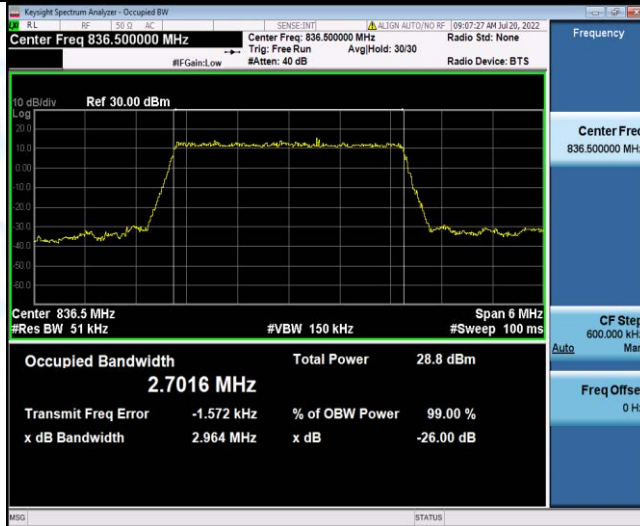 Keysight Spectrum Analyzer - Occupied BW
RL RF 50 Ω AC SENSE:INT ALIGN AUTO/NO RF 09:07:27 AM Jul 20, 2022
Center Freq 836.500000 MHz
Center Freq: 836.500000 MHz
Radio Std: None
Trig: Free Run Avg|Hold: 30/30
#IFGain:Low #Atten: 40 dB Radio Device: BTS
10 dB/div Ref 30.00 dBm
Log
20.0
10.0
0.00
-10.0
-20.0
-30.0
-40.0
-50.0
-60.0
Center 836.5 MHz Span 6 MHz
#Res BW 51 kHz #VBW 150 kHz #Sweep 100 ms
Occupied Bandwidth Total Power 28.8 dBm
2.7016 MHz
Transmit Freq Error -1.572 kHz % of OBW Power 99.00 %
x dB Bandwidth 2.964 MHz x dB -26.00 dB
MSG STATUS
Frequency
Center Freq
836.500000 MHz
CF Step
600.000 kHz
Auto Man
Freq Offse
0 Hz